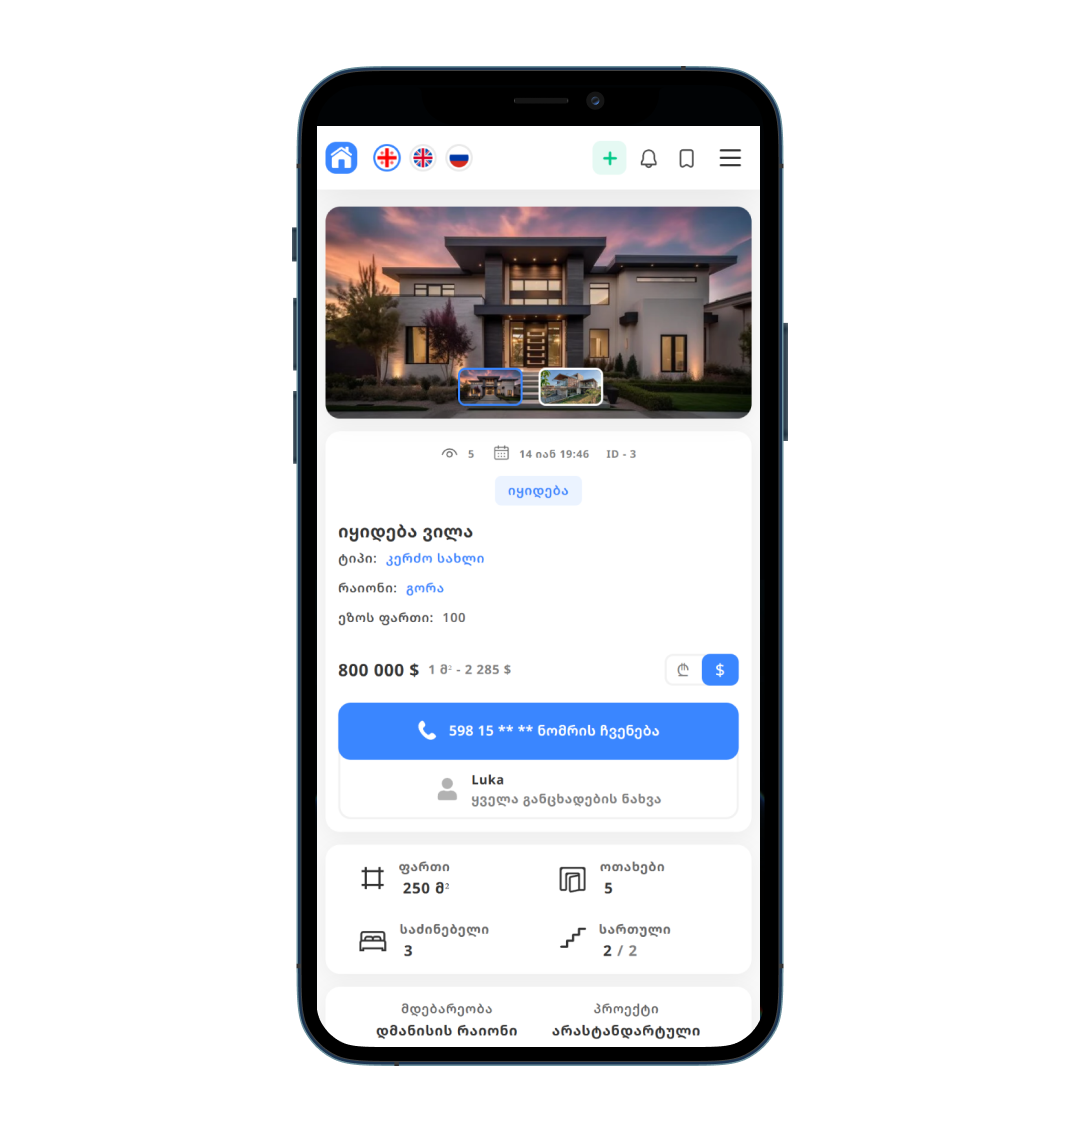 5 14 იან 19:46 ID - 3
იყიდება
იყიდება ვილა
ტიპი: კერძო სახლი
რაიონი: გორა
ეზოს ფართი: 100
800 000 $ 1 მ² - 2 285 $ ₾ $
598 15 ** ** ნომრის ჩვენება
Luka
ყველა განცხადების ნახვა
ფართი
250 მ²
ოთახები
5
საძინებელი
3
სართული
2 / 2
მდებარეობა
დმანისის რაიონი
პროექტი
არასტანდარტული